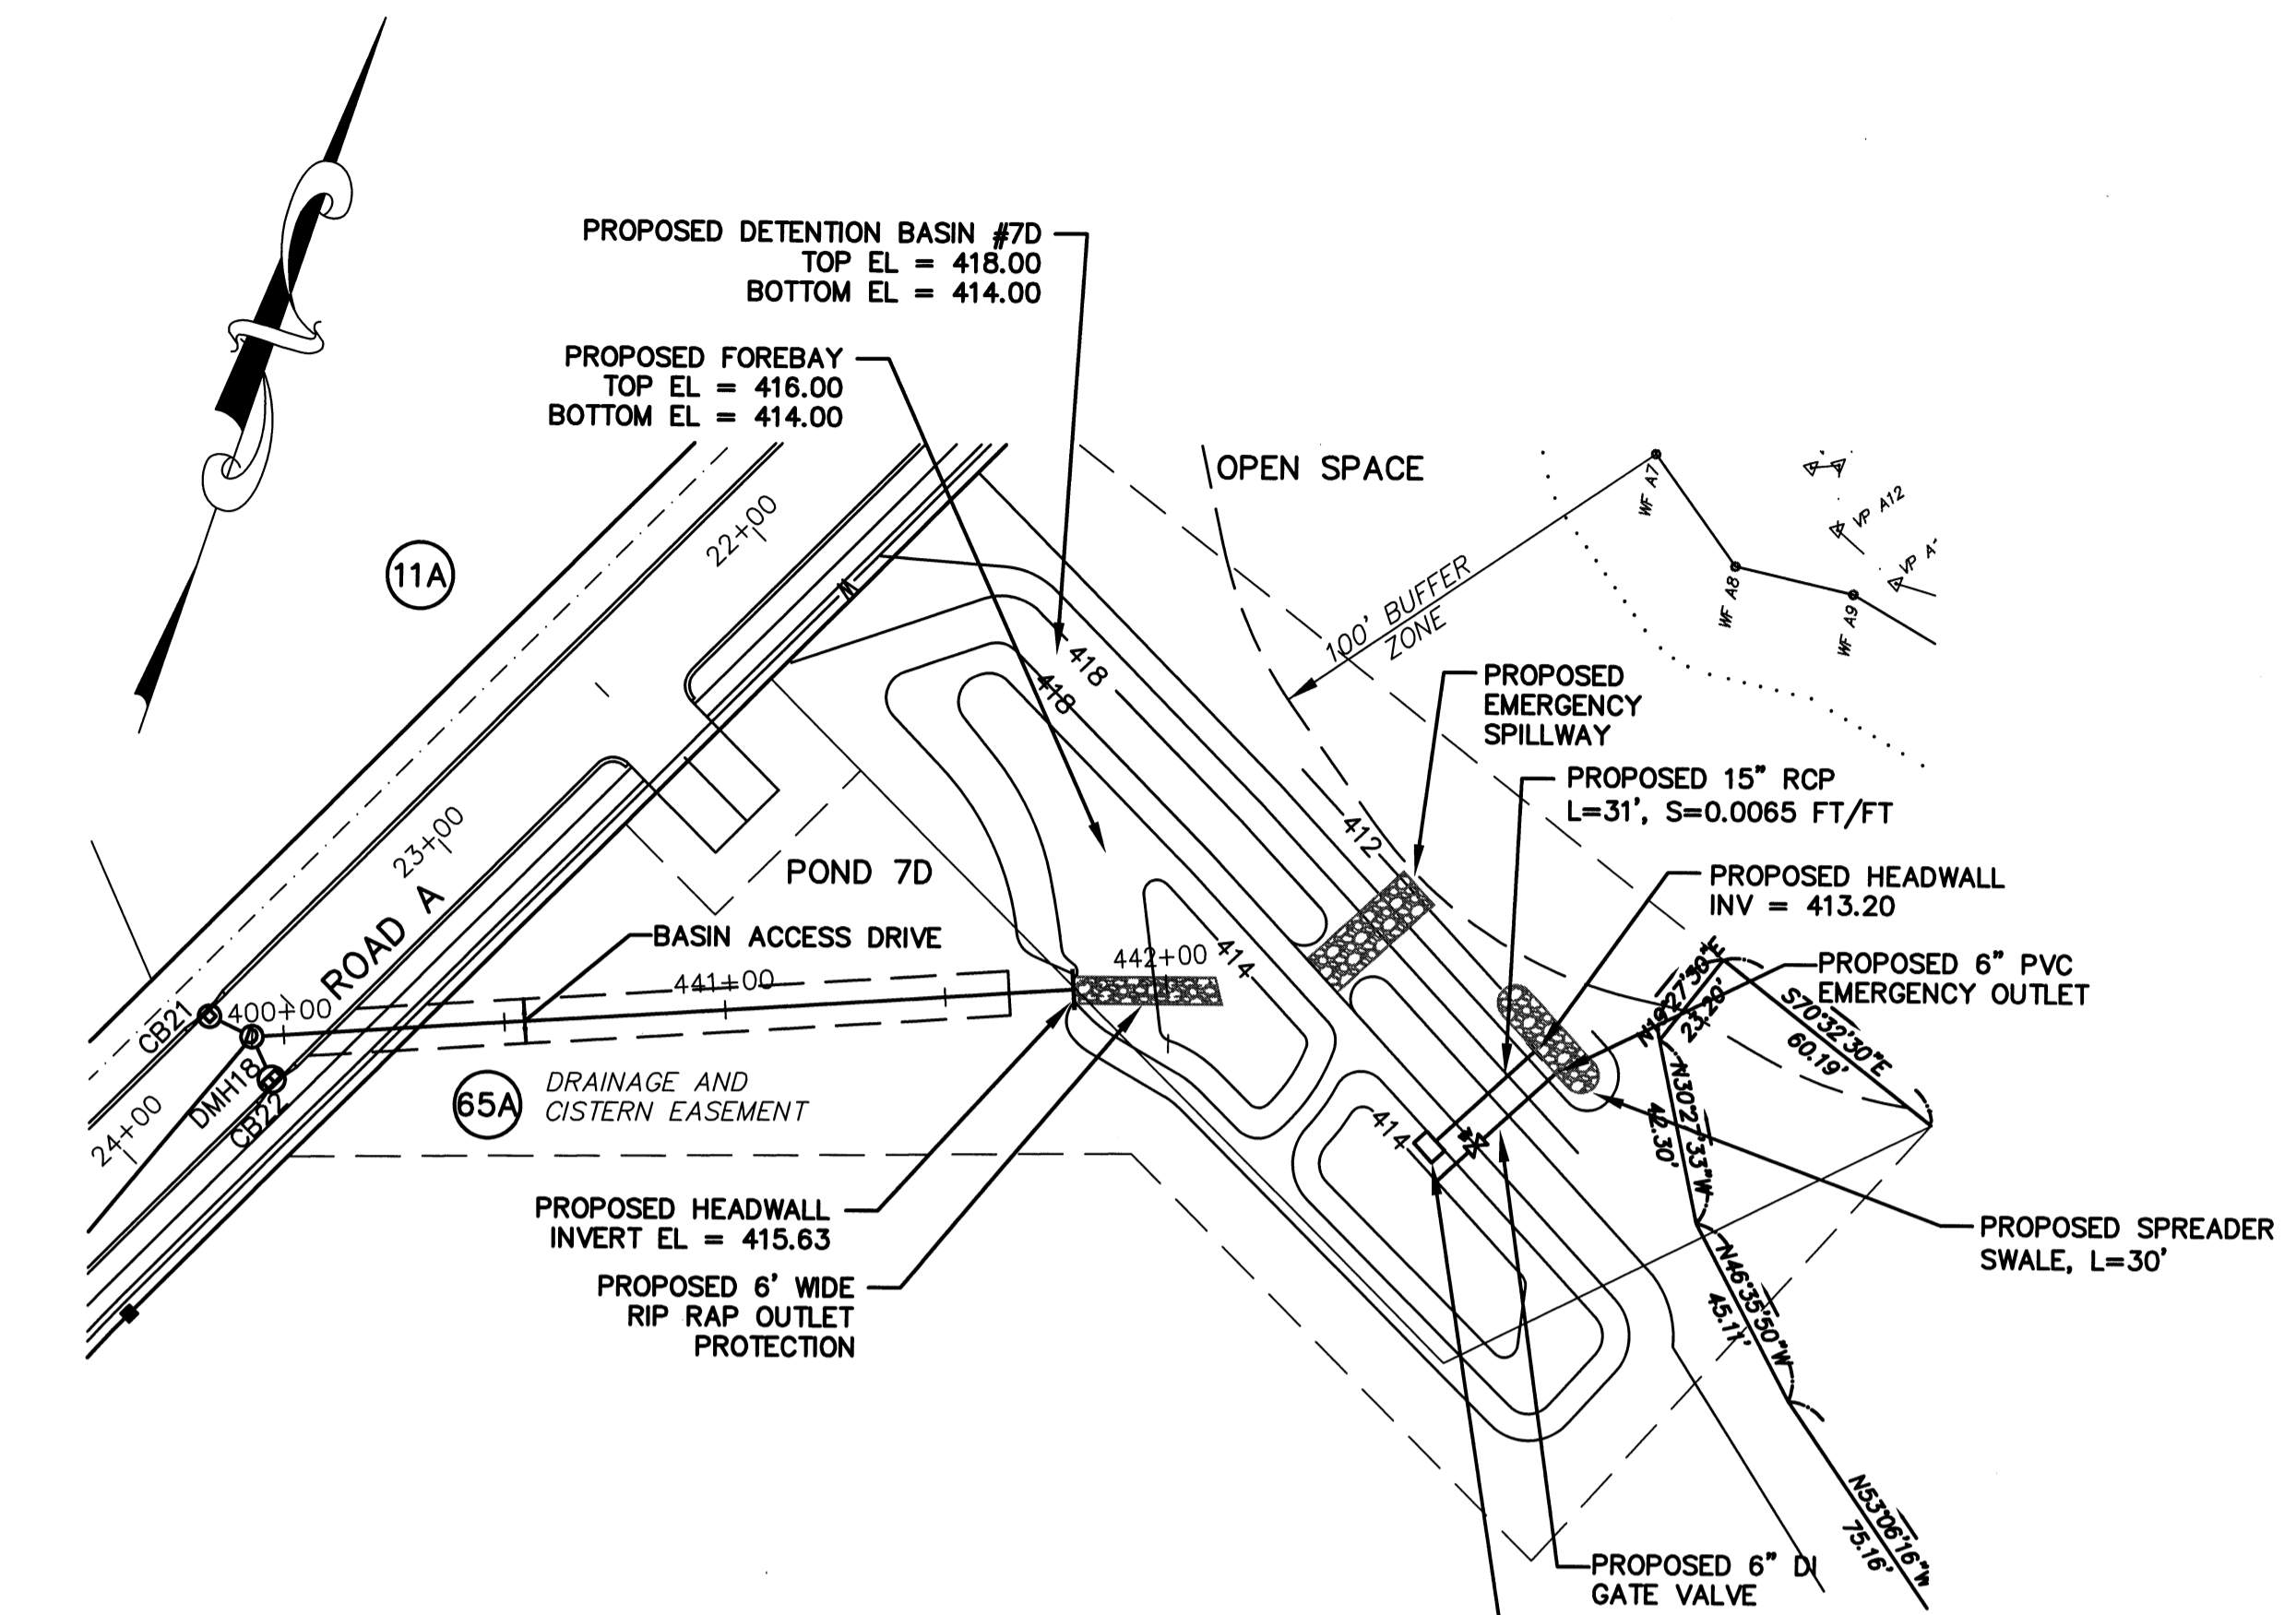 PROPOSED DETENTION BASIN #7D
TOP EL = 418.00
BOTTOM EL = 414.00
PROPOSED FOREBAY
TOP EL = 416.00
BOTTOM EL = 414.00
OPEN SPACE
WF A7
VP A12
WF A8
WF A9
100' BUFFER
ZONE
22+00
11A
W
418
418
PROPOSED
EMERGENCY
SPILLWAY
PROPOSED 15" RCP
L=31', S=0.0065 FT/FT
412
23+00
POND 7D
PROPOSED HEADWALL
INV = 413.20
ROAD A
BASIN ACCESS DRIVE
441+00
442+00
414
PROPOSED 6" PVC
EMERGENCY OUTLET
N19°27'30"E
23.20'
S70°32'30"E
60.19'
CB21
400+00
DMH18
CB22
24+00
65A
DRAINAGE AND
CISTERN EASEMENT
414
N30°27'33"W
42.30'
PROPOSED HEADWALL
INVERT EL = 415.63
PROPOSED SPREADER
SWALE, L=30'
PROPOSED 6' WIDE
RIP RAP OUTLET
PROTECTION
N46°35'50"W
45.11'
N53°06'16"W
75.16'
PROPOSED 6" DI
GATE VALVE